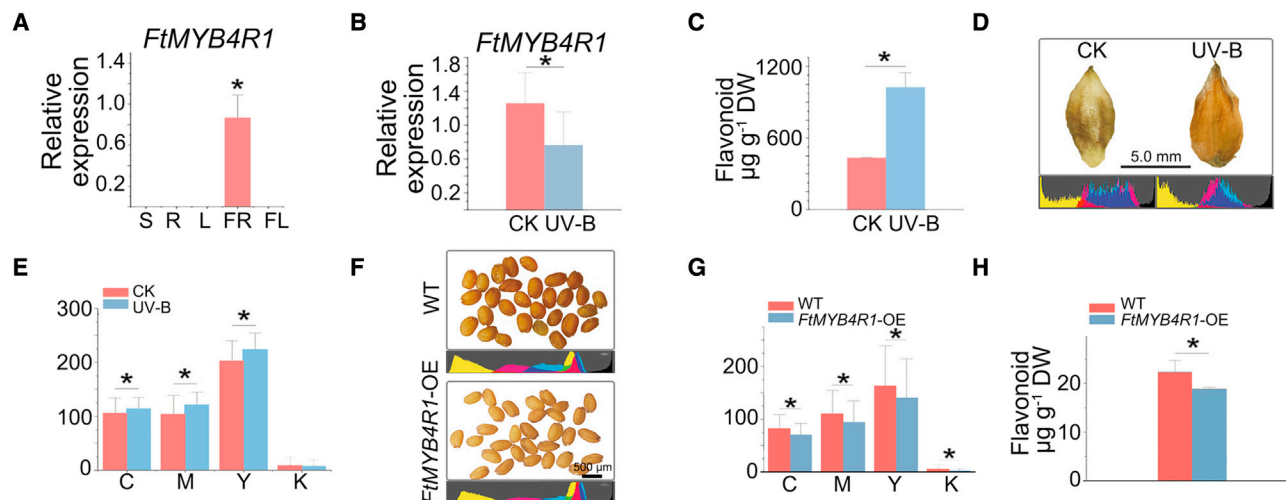 A
FtMYB4R1
Relative
expression
1.4
1.0
0.6
0.2
*
S R L FR FL
B
FtMYB4R1
Relative
expression
1.8
1.4
1.0
0.6
0.2
*
CK UV-B
C
Flavonoid
µg g⁻¹ DW
1200
600
0
*
CK UV-B
D
CK UV-B
5.0 mm
E
CK
UV-B
300
200
100
0
* * *
C M Y K
F
WT
FtMYB4R1-OE
500 µm
G
WT
FtMYB4R1-OE
200
100
0
* * * *
C M Y K
H
WT
FtMYB4R1-OE
Flavonoid
µg g⁻¹ DW
20
10
0
*